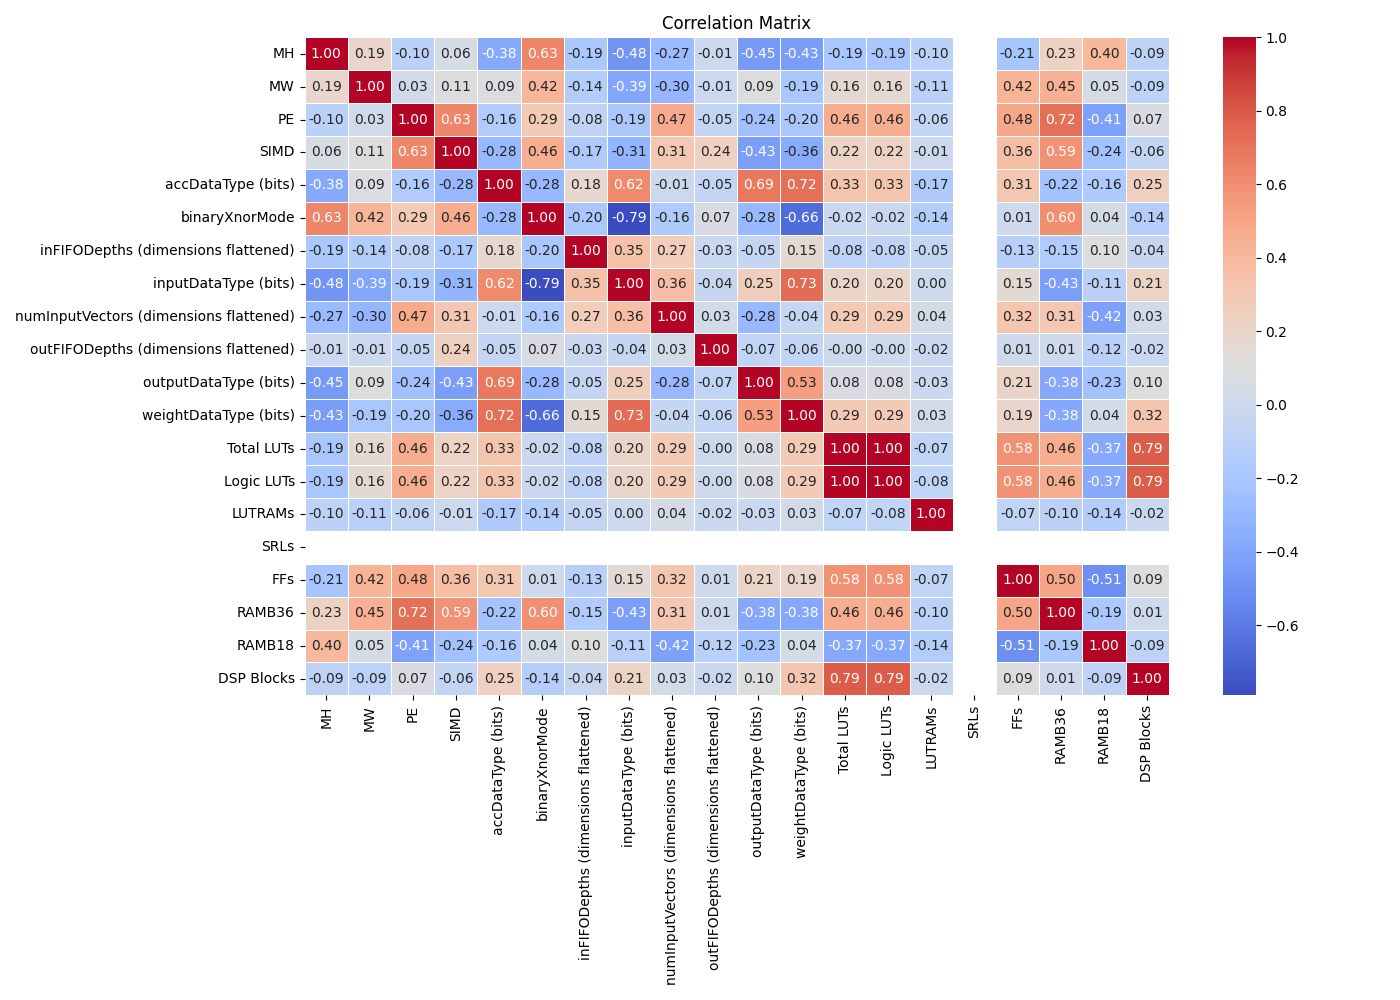 Correlation Matrix
MH 1.00 0.19 -0.10 0.06 -0.38 0.63 -0.19 -0.48 -0.27 -0.01 -0.45 -0.43 -0.19 -0.19 -0.10 -0.21 0.23 0.40 -0.09
MW 0.19 1.00 0.03 0.11 0.09 0.42 -0.14 -0.39 -0.30 -0.01 0.09 -0.19 0.16 0.16 -0.11 0.42 0.45 0.05 -0.09
PE -0.10 0.03 1.00 0.63 -0.16 0.29 -0.08 -0.19 0.47 -0.05 -0.24 -0.20 0.46 0.46 -0.06 0.48 0.72 -0.41 0.07
SIMD 0.06 0.11 0.63 1.00 -0.28 0.46 -0.17 -0.31 0.31 0.24 -0.43 -0.36 0.22 0.22 -0.01 0.36 0.59 -0.24 -0.06
accDataType (bits) -0.38 0.09 -0.16 -0.28 1.00 -0.28 0.18 0.62 -0.01 -0.05 0.69 0.72 0.33 0.33 -0.17 0.31 -0.22 -0.16 0.25
binaryXnorMode 0.63 0.42 0.29 0.46 -0.28 1.00 -0.20 -0.79 -0.16 0.07 -0.28 -0.66 -0.02 -0.02 -0.14 0.01 0.60 0.04 -0.14
inFIFODepths (dimensions flattened) -0.19 -0.14 -0.08 -0.17 0.18 -0.20 1.00 0.35 0.27 -0.03 -0.05 0.15 -0.08 -0.08 -0.05 -0.13 -0.15 0.10 -0.04
inputDataType (bits) -0.48 -0.39 -0.19 -0.31 0.62 -0.79 0.35 1.00 0.36 -0.04 0.25 0.73 0.20 0.20 0.00 0.15 -0.43 -0.11 0.21
numInputVectors (dimensions flattened) -0.27 -0.30 0.47 0.31 -0.01 -0.16 0.27 0.36 1.00 0.03 -0.28 -0.04 0.29 0.29 0.04 0.32 0.31 -0.42 0.03
outFIFODepths (dimensions flattened) -0.01 -0.01 -0.05 0.24 -0.05 0.07 -0.03 -0.04 0.03 1.00 -0.07 -0.06 -0.00 -0.00 -0.02 0.01 0.01 -0.12 -0.02
outputDataType (bits) -0.45 0.09 -0.24 -0.43 0.69 -0.28 -0.05 0.25 -0.28 -0.07 1.00 0.53 0.08 0.08 -0.03 0.21 -0.38 -0.23 0.10
weightDataType (bits) -0.43 -0.19 -0.20 -0.36 0.72 -0.66 0.15 0.73 -0.04 -0.06 0.53 1.00 0.29 0.29 0.03 0.19 -0.38 0.04 0.32
Total LUTs -0.19 0.16 0.46 0.22 0.33 -0.02 -0.08 0.20 0.29 -0.00 0.08 0.29 1.00 1.00 -0.07 0.58 0.46 -0.37 0.79
Logic LUTs -0.19 0.16 0.46 0.22 0.33 -0.02 -0.08 0.20 0.29 -0.00 0.08 0.29 1.00 1.00 -0.08 0.58 0.46 -0.37 0.79
LUTRAMs -0.10 -0.11 -0.06 -0.01 -0.17 -0.14 -0.05 0.00 0.04 -0.02 -0.03 0.03 -0.07 -0.08 1.00 -0.07 -0.10 -0.14 -0.02
SRLs
FFs -0.21 0.42 0.48 0.36 0.31 0.01 -0.13 0.15 0.32 0.01 0.21 0.19 0.58 0.58 -0.07 1.00 0.50 -0.51 0.09
RAMB36 0.23 0.45 0.72 0.59 -0.22 0.60 -0.15 -0.43 0.31 0.01 -0.38 -0.38 0.46 0.46 -0.10 0.50 1.00 -0.19 0.01
RAMB18 0.40 0.05 -0.41 -0.24 -0.16 0.04 0.10 -0.11 -0.42 -0.12 -0.23 0.04 -0.37 -0.37 -0.14 -0.51 -0.19 1.00 -0.09
DSP Blocks -0.09 -0.09 0.07 -0.06 0.25 -0.14 -0.04 0.21 0.03 -0.02 0.10 0.32 0.79 0.79 -0.02 0.09 0.01 -0.09 1.00
MH
MW
PE
SIMD
accDataType (bits)
binaryXnorMode
inFIFODepths (dimensions flattened)
inputDataType (bits)
numInputVectors (dimensions flattened)
outFIFODepths (dimensions flattened)
outputDataType (bits)
weightDataType (bits)
Total LUTs
Logic LUTs
LUTRAMs
SRLs
FFs
RAMB36
RAMB18
DSP Blocks
1.0
0.8
0.6
0.4
0.2
0.0
−0.2
−0.4
−0.6